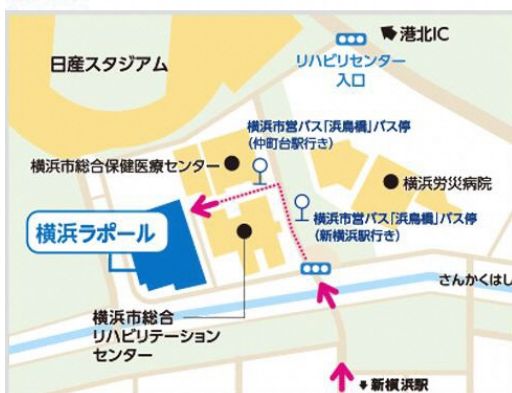 港北IC
日産スタジアム
リハビリセンター
入口
横浜市営バス「浜鳥橋」バス停
(仲町台駅行き)
横浜市総合保健医療センター
横浜労災病院
横浜ラポール
横浜市営バス「浜鳥橋」バス停
(新横浜駅行き)
さんかくはし
横浜市総合
リハビリテーション
センター
新横浜駅